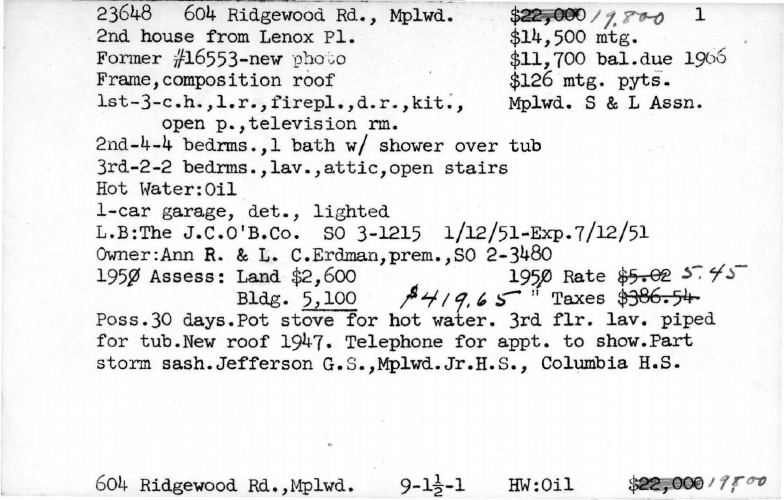 23648 604 Ridgewood Rd., Mplwd. $22,000 19,800 1
2nd house from Lenox Pl. $14,500 mtg.
Former #16553-new photo $11,700 bal.due 1966
Frame,composition roof $126 mtg. pyts.
1st-3-c.h.,l.r.,firepl.,d.r.,kit., Mplwd. S & L Assn.
open p.,television rm.
2nd-4-4 bedrms.,1 bath w/ shower over tub
3rd-2-2 bedrms.,lav.,attic,open stairs
Hot Water:Oil
1-car garage, det., lighted
L.B:The J.C.O'B.Co. SO 3-1215 1/12/51-Exp.7/12/51
Owner:Ann R. & L. C.Erdman,prem.,SO 2-3480
1950 Assess: Land $2,600 1950 Rate $5.02 5.45
Bldg. 5,100 $419.65 " Taxes $386.54
Poss.30 days.Pot stove for hot water. 3rd flr. lav. piped
for tub.New roof 1947. Telephone for appt. to show.Part
storm sash.Jefferson G.S.,Mplwd.Jr.H.S., Columbia H.S.
604 Ridgewood Rd.,Mplwd. 9-1½-1 HW:Oil $22,000 19800